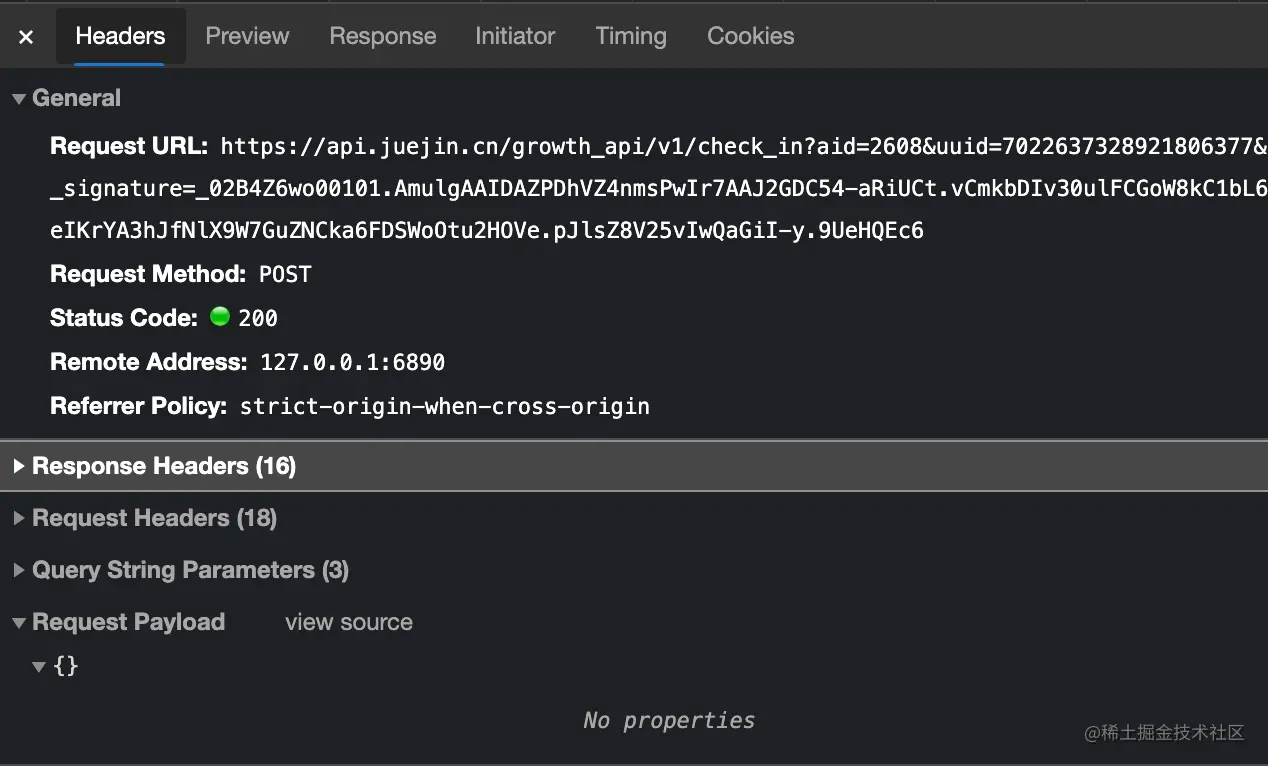 × Headers Preview Response Initiator Timing Cookies
General
Request URL: https://api.juejin.cn/growth_api/v1/check_in?aid=2608&uuid=7022637328921806377&
_signature=_02B4Z6wo00101.AmulgAAIDAZPDhVZ4nmsPwIr7AAJ2GDC54-aRiUCt.vCmkbDIv30ulFCGoW8kC1bL6
eIKrYA3hJfNlX9W7GuZNCka6FDSWoOtu2HOVe.pJlsZ8V25vIwQaGiI-y.9UeHQEc6
Request Method: POST
Status Code: 200
Remote Address: 127.0.0.1:6890
Referrer Policy: strict-origin-when-cross-origin
Response Headers (16)
Request Headers (18)
Query String Parameters (3)
Request Payload view source
{}
No properties
@稀土掘金技术社区